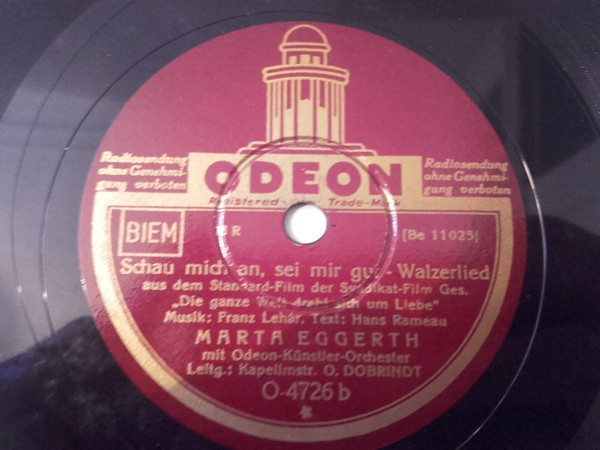 ODEON
Radiosendung
ohne Genehmi-
gung verboten
Radiosendung
ohne Genehmi-
gung verboten
Registered Trade-Mark
BIEM
R
[Be 11025]
Schau mich an, sei mir gut - Walzerlied
aus dem Standard-Film der Syndikat-Film Ges.
„Die ganze Welt dreht sich um Liebe"
Musik: Franz Lehár, Text: Hans Rameau
MARTA EGGERTH
mit Odeon-Künstler-Orchester
Leitg.: Kapellmstr. O. DOBRINDT
O-4726 b